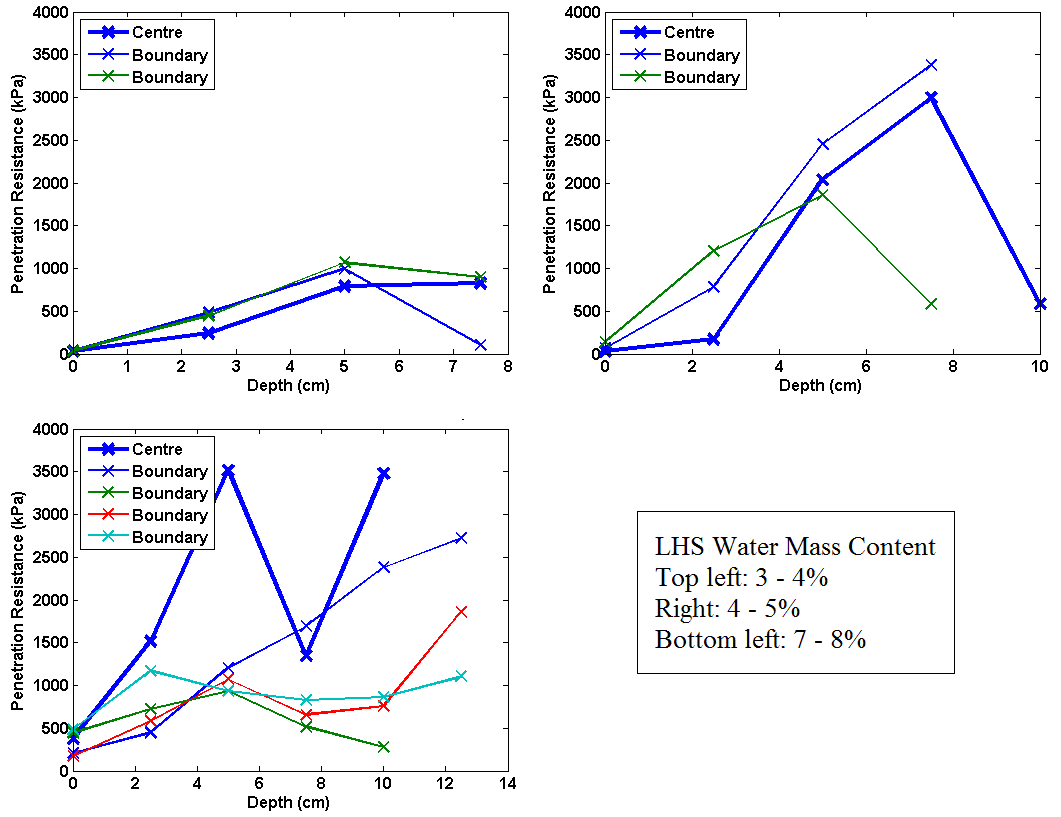 4000
3500
3000
2500
2000
1500
1000
500
0
Penetration Resistance (kPa)
Centre
Boundary
Boundary
0 1 2 3 4 5 6 7 8
Depth (cm)
4000
3500
3000
2500
2000
1500
1000
500
0
Penetration Resistance (kPa)
Centre
Boundary
Boundary
0 2 4 6 8 10
Depth (cm)
4000
3500
3000
2500
2000
1500
1000
500
0
Penetration Resistance (kPa)
Centre
Boundary
Boundary
Boundary
Boundary
0 2 4 6 8 10 12 14
Depth (cm)
LHS Water Mass Content
Top left: 3 - 4%
Right: 4 - 5%
Bottom left: 7 - 8%